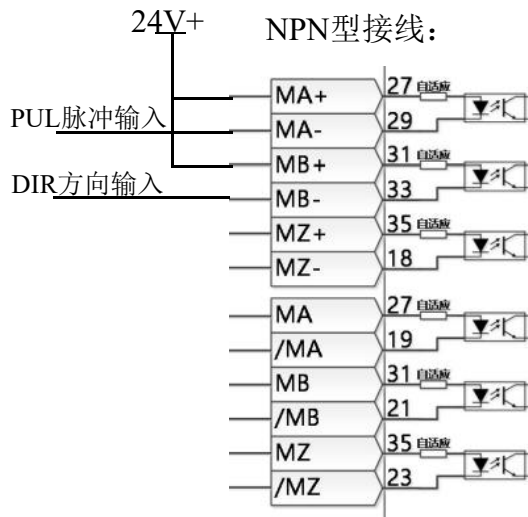 24V+ NPN型接线：
MA+ 27 自适应
PUL脉冲输入 MA- 29
MB+ 31 自适应
DIR方向输入 MB- 33
MZ+ 35 自适应
MZ- 18
MA 27 自适应
/MA 19
MB 31 自适应
/MB 21
MZ 35 自适应
/MZ 23